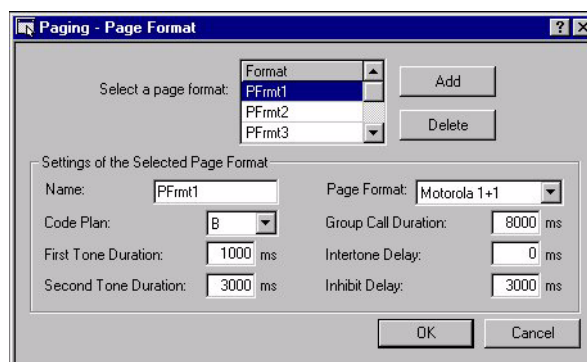 Paging - Page Format
Select a page format:
Format
PFrmt1
PFrmt2
PFrmt3
Add
Delete
Settings of the Selected Page Format
Name: PFrmt1 Page Format: Motorola 1+1
Code Plan: B Group Call Duration: 8000 ms
First Tone Duration: 1000 ms Intertone Delay: 0 ms
Second Tone Duration: 3000 ms Inhibit Delay: 3000 ms
OK Cancel